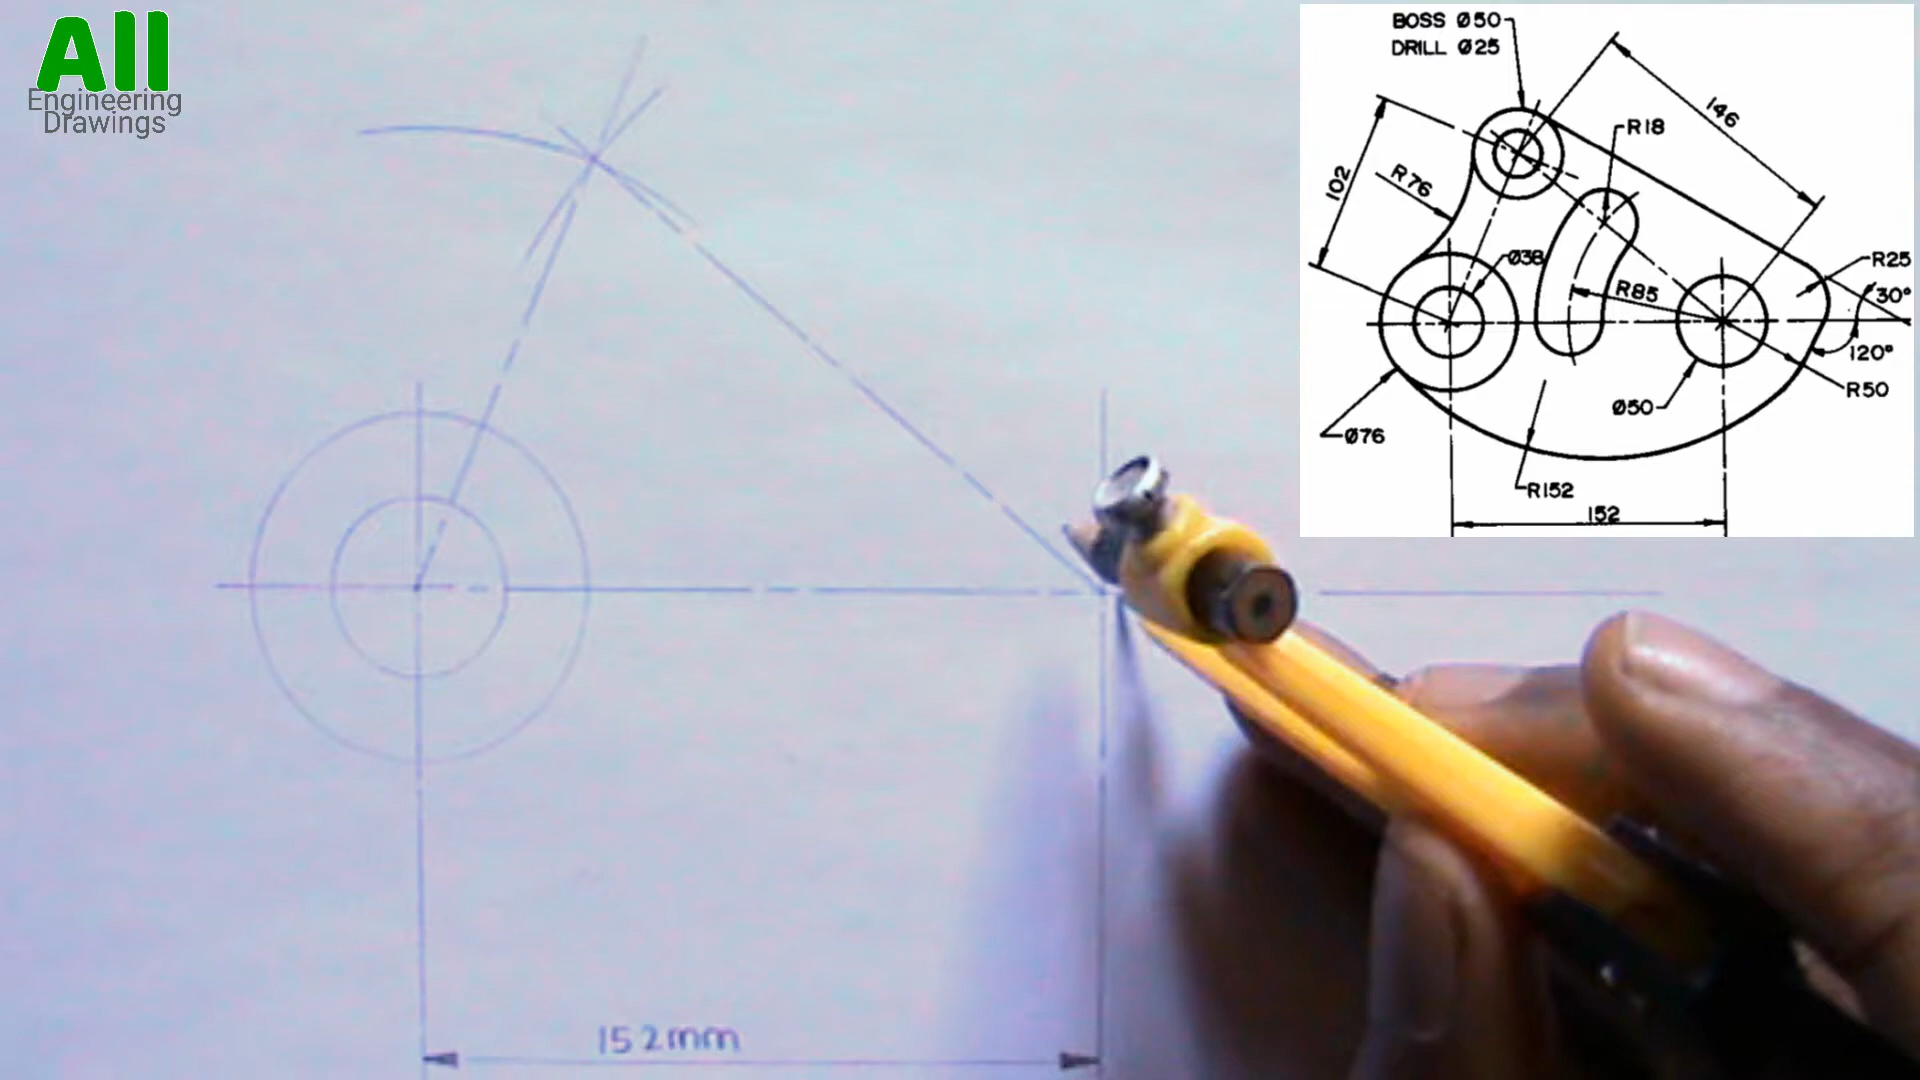 All
Engineering
Drawings
BOSS Ø50
DRILL Ø25
146
R18
R76
102
Ø38
R25
R85
30°
120°
R50
Ø50
Ø76
R152
152
152mm